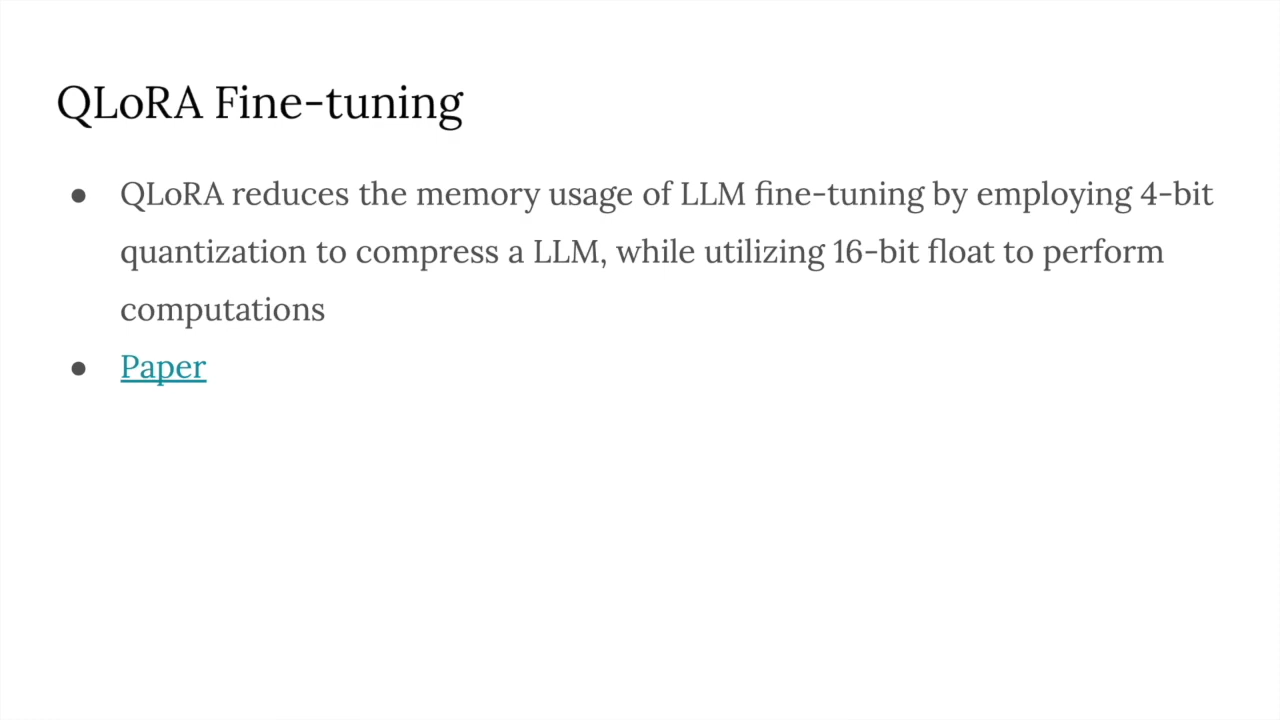 QLoRA Fine-tuning
● QLoRA reduces the memory usage of LLM fine-tuning by employing 4-bit
quantization to compress a LLM, while utilizing 16-bit float to perform
computations
● Paper